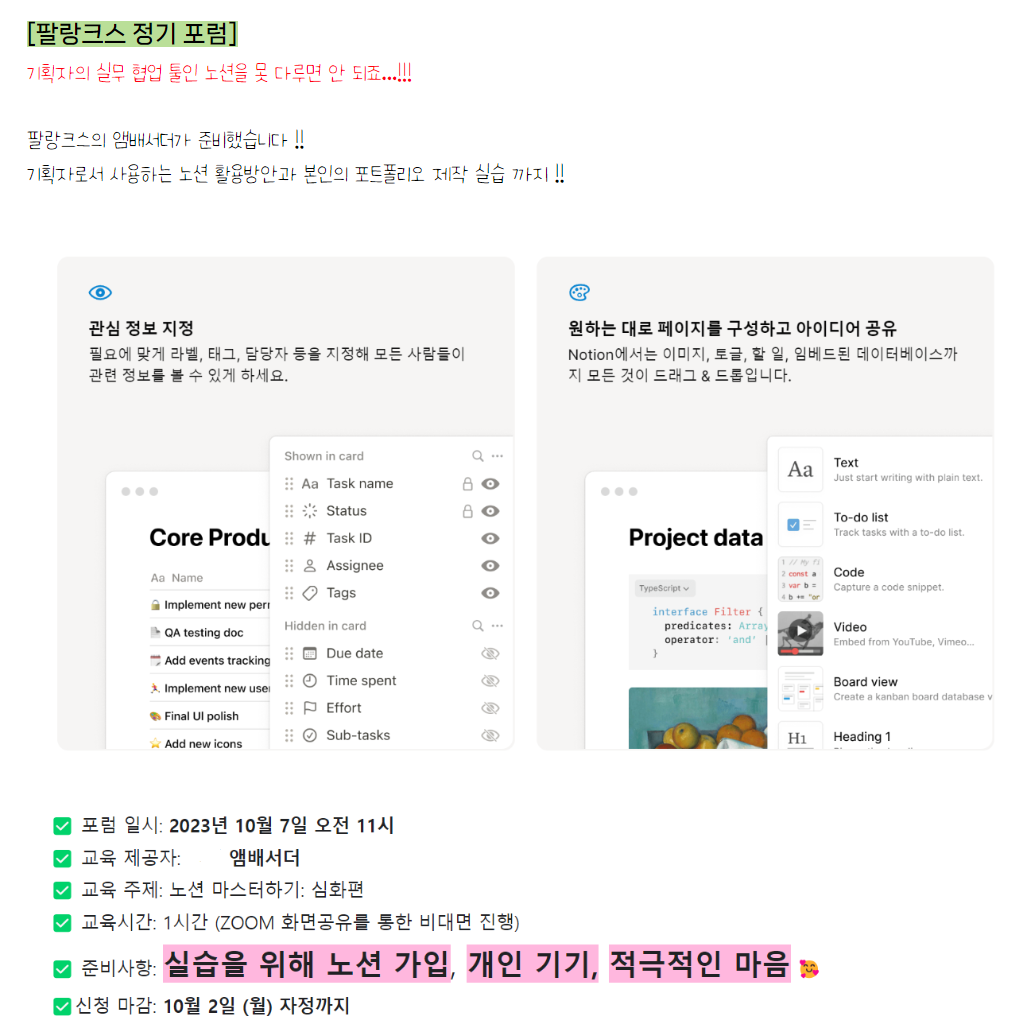 [팔랑크스 정기 포럼]
기획자의 실무 협업 툴인 노션을 못 다루면 안 되죠...!!!
팔랑크스의 앰배서더가 준비했습니다 !!
기획자로서 사용하는 노션 활용방안과 본인의 포트폴리오 제작 실습 까지 !!
관심 정보 지정
필요에 맞게 라벨, 태그, 담당자 등을 지정해 모든 사람들이
관련 정보를 볼 수 있게 하세요.
Core Produ
Aa Name
Implement new perr
QA testing doc
Add events tracking
Implement new user
Final UI polish
Add new icons
Shown in card
Aa Task name
Status
# Task ID
Assignee
Tags
Hidden in card
Due date
Time spent
Effort
Sub-tasks
원하는 대로 페이지를 구성하고 아이디어 공유
Notion에서는 이미지, 토글, 할 일, 임베드된 데이터베이스까
지 모든 것이 드래그 & 드롭입니다.
Project data
TypeScript
interface Filter {
predicates: Array
operator: 'and' |
}
Aa
Text
Just start writing with plain text.
To-do list
Track tasks with a to-do list.
1 // My fi
2 const a
3 var b =
4 b += "or
Code
Capture a code snippet.
Video
Embed from YouTube, Vimeo...
Board view
Create a kanban board database v
H1
Heading 1
포럼 일시: 2023년 10월 7일 오전 11시
교육 제공자: 앰배서더
교육 주제: 노션 마스터하기: 심화편
교육시간: 1시간 (ZOOM 화면공유를 통한 비대면 진행)
준비사항: 실습을 위해 노션 가입, 개인 기기, 적극적인 마음
신청 마감: 10월 2일 (월) 자정까지